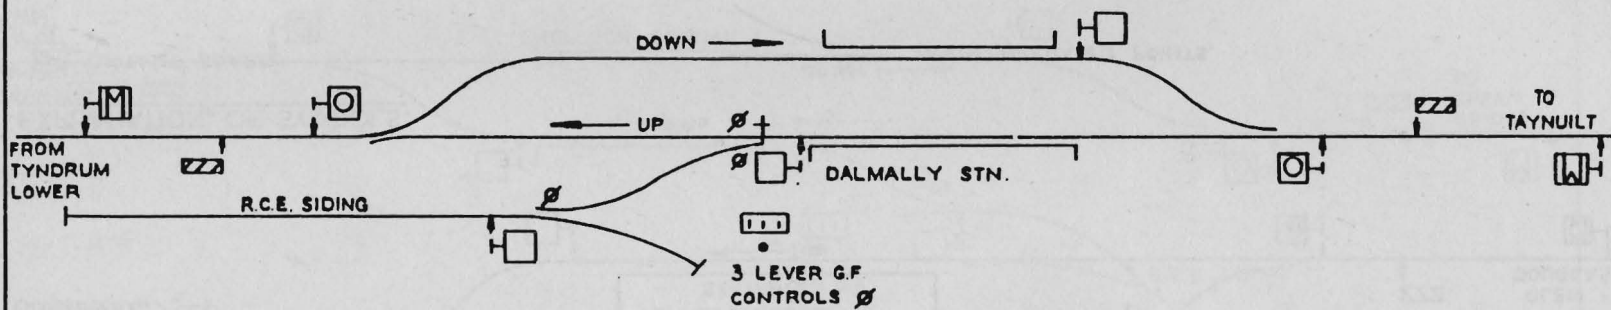 DOWN
TO
TAYNUILT
UP
FROM
TYNDRUM
LOWER
DALMALLY STN.
R.C.E. SIDING
3 LEVER G.F.
CONTROLS Ø